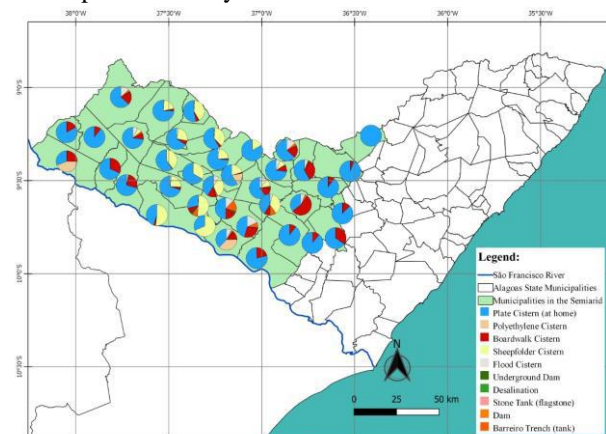 38°0'W 37°30'W 37°0'W 36°30'W 35°30'W
9°0'S
9°30'S
10°0'S
10°30'S
Legend:
São Francisco River
Alagoas State Municipalities
Municipalities in the Semiarid
Plate Cistern (at home)
Polyethylene Cistern
Boardwalk Cistern
Sheepfolder Cistern
Flood Cistern
Underground Dam
Desalination
Stone Tank (flagstone)
Dam
Barreiro Trench (tank)
N
0 25 50 km